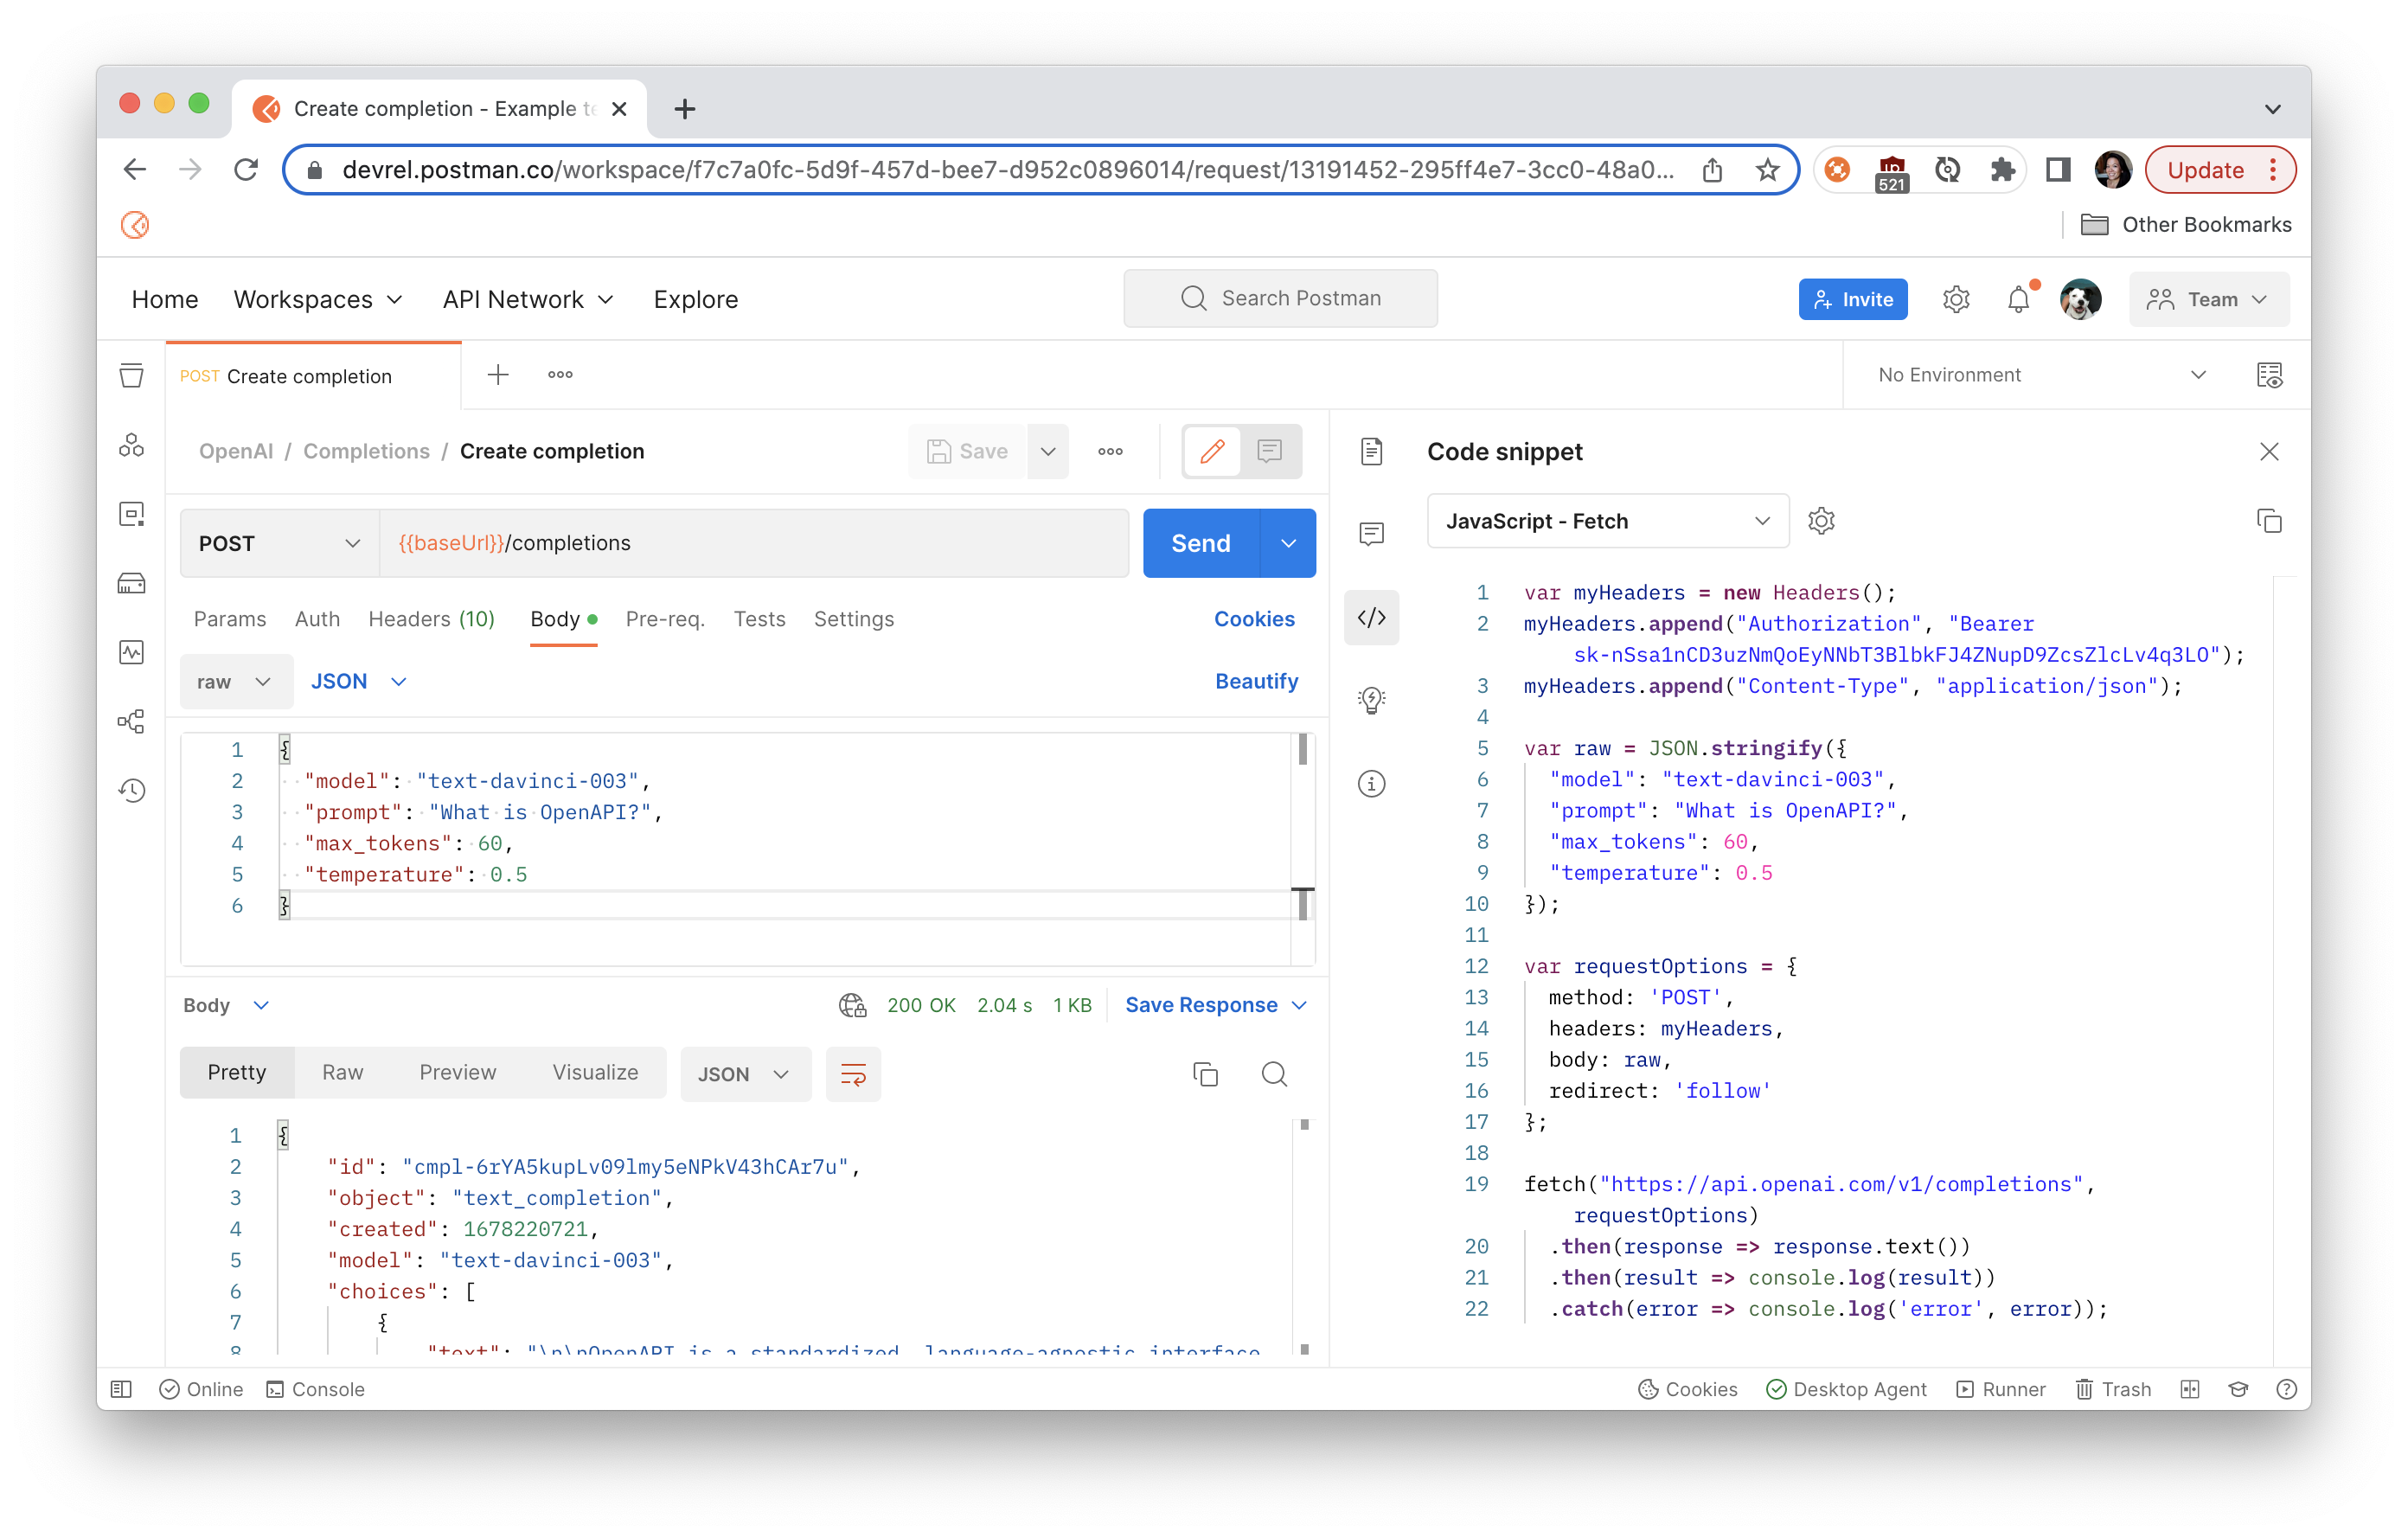 Create completion - Example te
devrel.postman.co/workspace/f7c7a0fc-5d9f-457d-bee7-d952c0896014/request/13191452-295ff4e7-3cc0-48a0...
521
Update
Other Bookmarks
Home Workspaces API Network Explore
Search Postman
Invite
Team
POST Create completion
No Environment
OpenAI / Completions / Create completion
Save
POST
{{baseUrl}}/completions
Send
Params Auth Headers (10) Body Pre-req. Tests Settings Cookies
raw JSON Beautify
1 {
2 "model": "text-davinci-003",
3 "prompt": "What is OpenAPI?",
4 "max_tokens": 60,
5 "temperature": 0.5
6 }
Body
200 OK 2.04 s 1 KB Save Response
Pretty Raw Preview Visualize JSON
1 {
2 "id": "cmpl-6rYA5kupLv09lmy5eNPkV43hCAr7u",
3 "object": "text_completion",
4 "created": 1678220721,
5 "model": "text-davinci-003",
6 "choices": [
7 {
8 "text": "\n\nOpenAPI is a standardized, language-agnostic interface
Code snippet
JavaScript - Fetch
1 var myHeaders = new Headers();
2 myHeaders.append("Authorization", "Bearer
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");
3 myHeaders.append("Content-Type", "application/json");
4
5 var raw = JSON.stringify({
6 "model": "text-davinci-003",
7 "prompt": "What is OpenAPI?",
8 "max_tokens": 60,
9 "temperature": 0.5
10 });
11
12 var requestOptions = {
13 method: 'POST',
14 headers: myHeaders,
15 body: raw,
16 redirect: 'follow'
17 };
18
19 fetch("https://api.openai.com/v1/completions",
requestOptions)
20 .then(response => response.text())
21 .then(result => console.log(result))
22 .catch(error => console.log('error', error));
Online Console
Cookies Desktop Agent Runner Trash